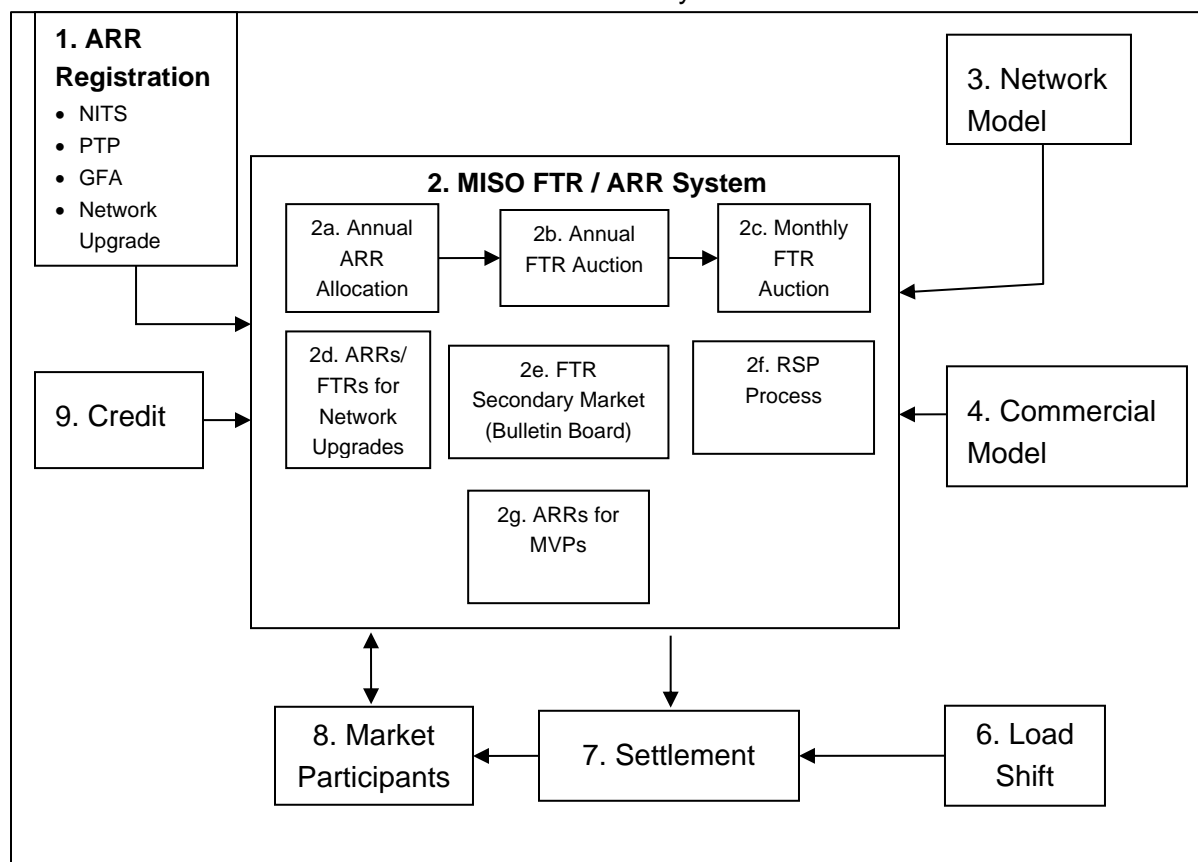 1. ARR
Registration
• NITS
• PTP
• GFA
• Network
Upgrade
3. Network
Model
2. MISO FTR / ARR System
2a. Annual
ARR
Allocation
2b. Annual
FTR Auction
2c. Monthly
FTR
Auction
2d. ARRs/
FTRs for
Network
Upgrades
2e. FTR
Secondary Market
(Bulletin Board)
2f. RSP
Process
9. Credit
4. Commercial
Model
2g. ARRs for
MVPs
8. Market
Participants
7. Settlement
6. Load
Shift